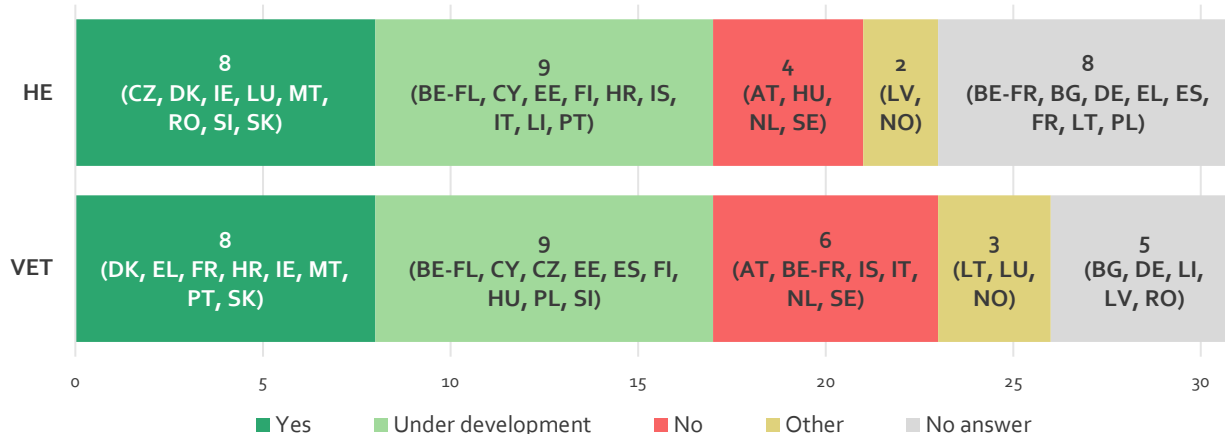 HE
8
(CZ, DK, IE, LU, MT,
RO, SI, SK)
9
(BE-FL, CY, EE, FI, HR, IS,
IT, LI, PT)
4
(AT, HU,
NL, SE)
2
(LV,
NO)
8
(BE-FR, BG, DE, EL, ES,
FR, LT, PL)
VET
8
(DK, EL, FR, HR, IE, MT,
PT, SK)
9
(BE-FL, CY, CZ, EE, ES, FI,
HU, PL, SI)
6
(AT, BE-FR, IS, IT,
NL, SE)
3
(LT, LU,
NO)
5
(BG, DE, LI,
LV, RO)
0 5 10 15 20 25 30
Yes Under development No Other No answer